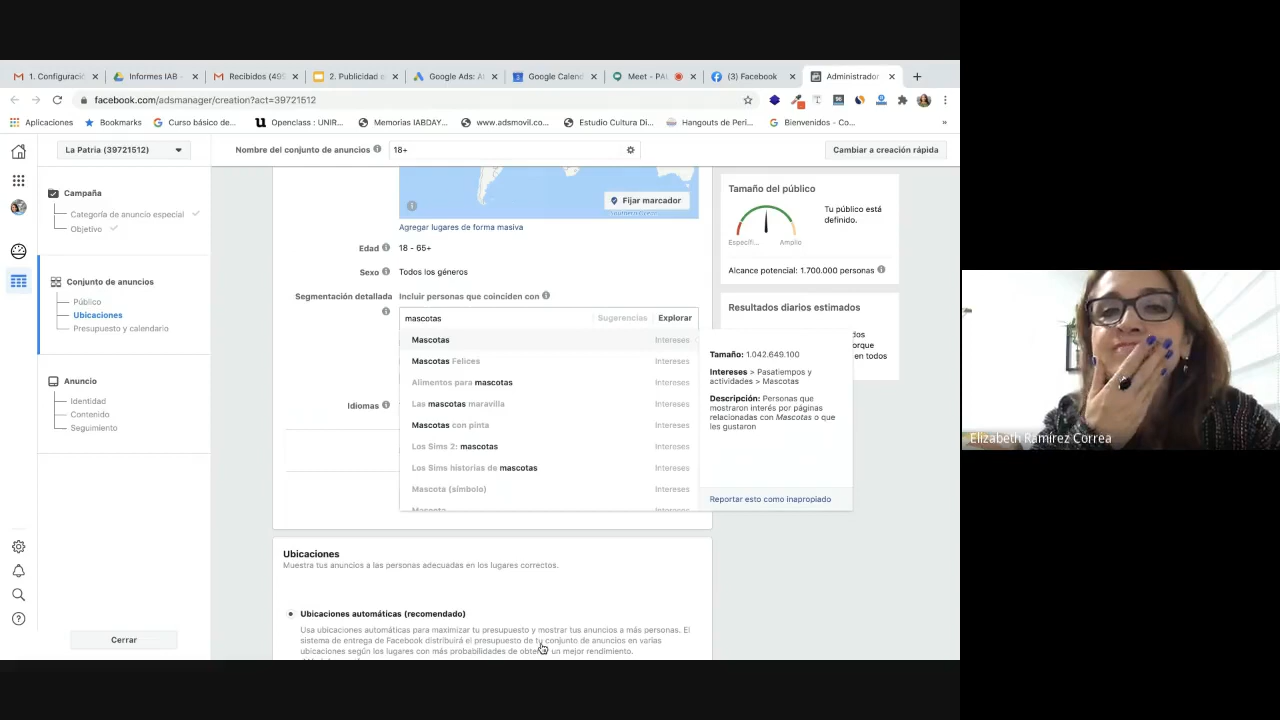 1. Configuració
Informes IAB -
Recibidos (495
2. Publicidad e
Google Ads: Al
Google Calend
Meet - PAU
(3) Facebook
Administrador
facebook.com/adsmanager/creation?act=39721512
Aplicaciones
Bookmarks
Curso básico de...
Openclass : UNIR...
Memorias IABDAY...
www.adsmovil.co...
Estudio Cultura Di...
Hangouts de Peri...
Bienvenidos - Co...
»
La Patria (39721512)
Nombre del conjunto de anuncios
18+
Cambiar a creación rápida
Campaña
Categoría de anuncio especial
Objetivo
Conjunto de anuncios
Público
Ubicaciones
Presupuesto y calendario
Anuncio
Identidad
Contenido
Seguimiento
Cerrar
Fijar marcador
Southern Ocean
Agregar lugares de forma masiva
Edad
18 - 65+
Sexo
Todos los géneros
Segmentación detallada
Incluir personas que coinciden con
mascotas
Sugerencias
Explorar
Mascotas
Intereses
Mascotas Felices
Intereses
Alimentos para mascotas
Intereses
Las mascotas maravilla
Intereses
Mascotas con pinta
Intereses
Los Sims 2: mascotas
Intereses
Los Sims historias de mascotas
Intereses
Mascota (símbolo)
Intereses
Mascota
Intereses
Idiomas
Tamaño: 1.042.649.100
Intereses > Pasatiempos y
actividades > Mascotas
Descripción: Personas que
mostraron interés por páginas
relacionadas con Mascotas o que
les gustaron
Reportar esto como inapropiado
Ubicaciones
Muestra tus anuncios a las personas adecuadas en los lugares correctos.
Ubicaciones automáticas (recomendado)
Usa ubicaciones automáticas para maximizar tu presupuesto y mostrar tus anuncios a más personas. El
sistema de entrega de Facebook distribuirá el presupuesto de tu conjunto de anuncios en varias
ubicaciones según los lugares con más probabilidades de obtener un mejor rendimiento.
Tamaño del público
Tu público está
definido.
Específi...
Amplio
Alcance potencial: 1.700.000 personas
Resultados diarios estimados
dos
orque
en todos
Elizabeth Ramírez Correa